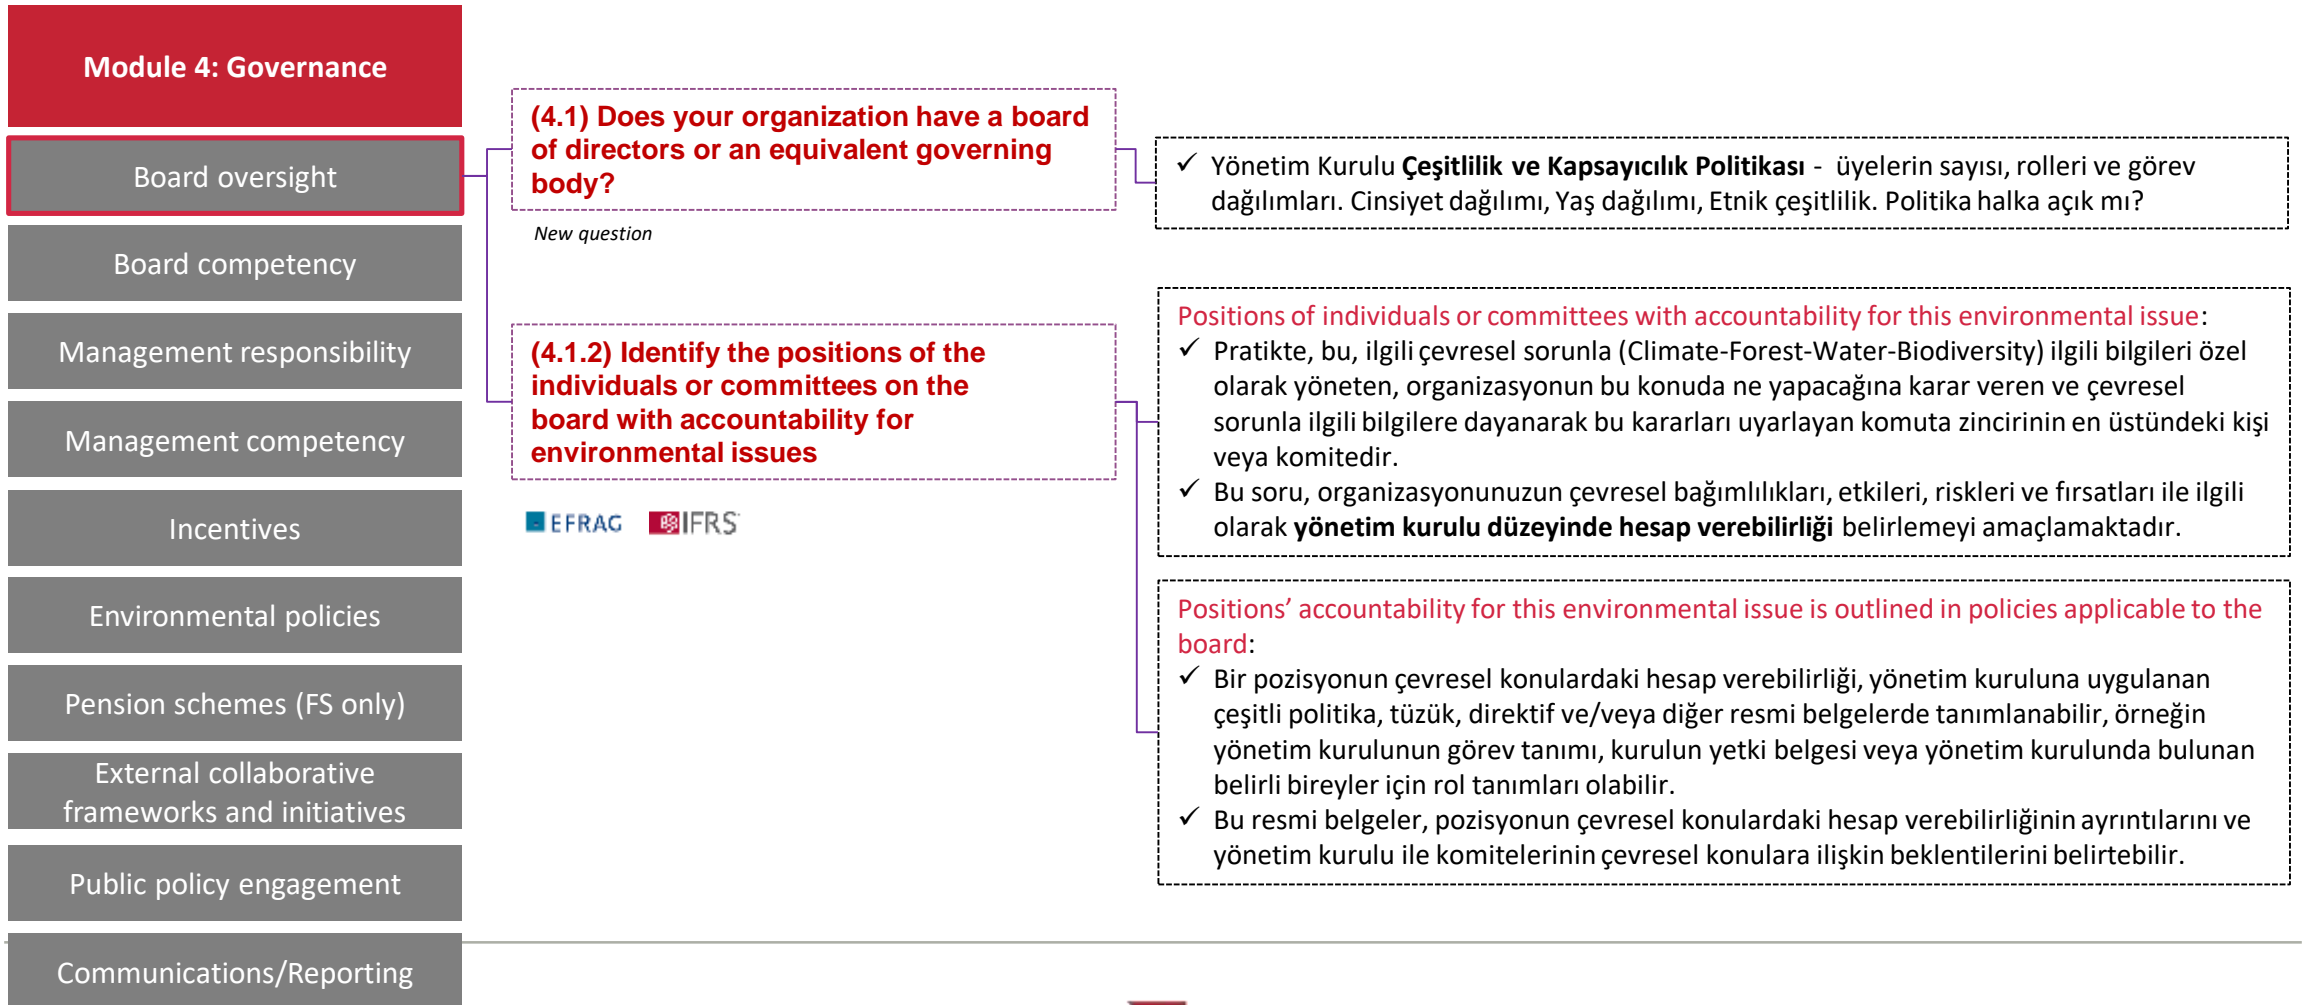 Module 4: Governance
Board oversight
Board competency
Management responsibility
Management competency
Incentives
Environmental policies
Pension schemes (FS only)
External collaborative
frameworks and initiatives
Public policy engagement
Communications/Reporting
(4.1) Does your organization have a board
of directors or an equivalent governing
body?
New question
(4.1.2) Identify the positions of the
individuals or committees on the
board with accountability for
environmental issues
EFRAG IFRS
✓ Yönetim Kurulu Çeşitlilik ve Kapsayıcılık Politikası - üyelerin sayısı, rolleri ve görev
dağılımları. Cinsiyet dağılımı, Yaş dağılımı, Etnik çeşitlilik. Politika halka açık mı?
Positions of individuals or committees with accountability for this environmental issue:
✓ Pratikte, bu, ilgili çevresel sorunla (Climate-Forest-Water-Biodiversity) ilgili bilgileri özel
olarak yöneten, organizasyonun bu konuda ne yapacağına karar veren ve çevresel
sorunla ilgili bilgilere dayanarak bu kararları uyarlayan komuta zincirinin en üstündeki kişi
veya komitedir.
✓ Bu soru, organizasyonunuzun çevresel bağımlılıkları, etkileri, riskleri ve fırsatları ile ilgili
olarak yönetim kurulu düzeyinde hesap verebilirliği belirlemeyi amaçlamaktadır.
Positions’ accountability for this environmental issue is outlined in policies applicable to the
board:
✓ Bir pozisyonun çevresel konulardaki hesap verebilirliği, yönetim kuruluna uygulanan
çeşitli politika, tüzük, direktif ve/veya diğer resmi belgelerde tanımlanabilir, örneğin
yönetim kurulunun görev tanımı, kurulun yetki belgesi veya yönetim kurulunda bulunan
belirli bireyler için rol tanımları olabilir.
✓ Bu resmi belgeler, pozisyonun çevresel konulardaki hesap verebilirliğinin ayrıntılarını ve
yönetim kurulu ile komitelerinin çevresel konulara ilişkin beklentilerini belirtebilir.